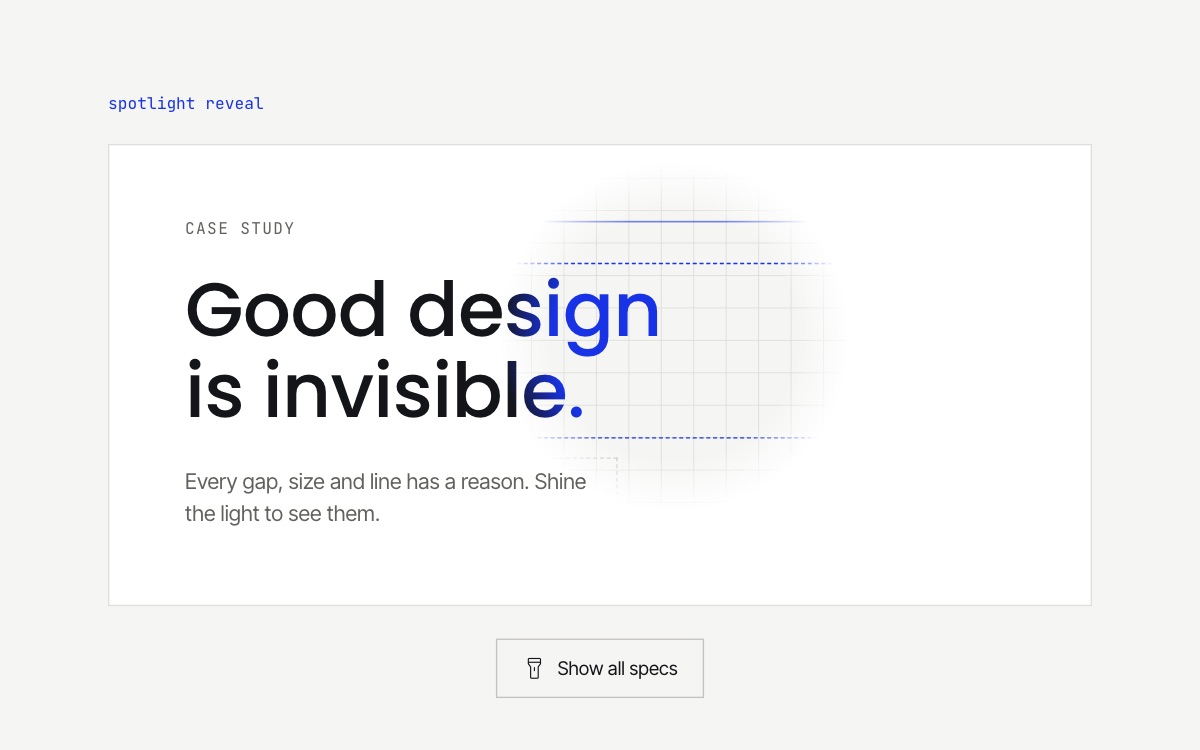 spotlight reveal
CASE STUDY
Good design
is invisible.
Every gap, size and line has a reason. Shine
the light to see them.
Show all specs